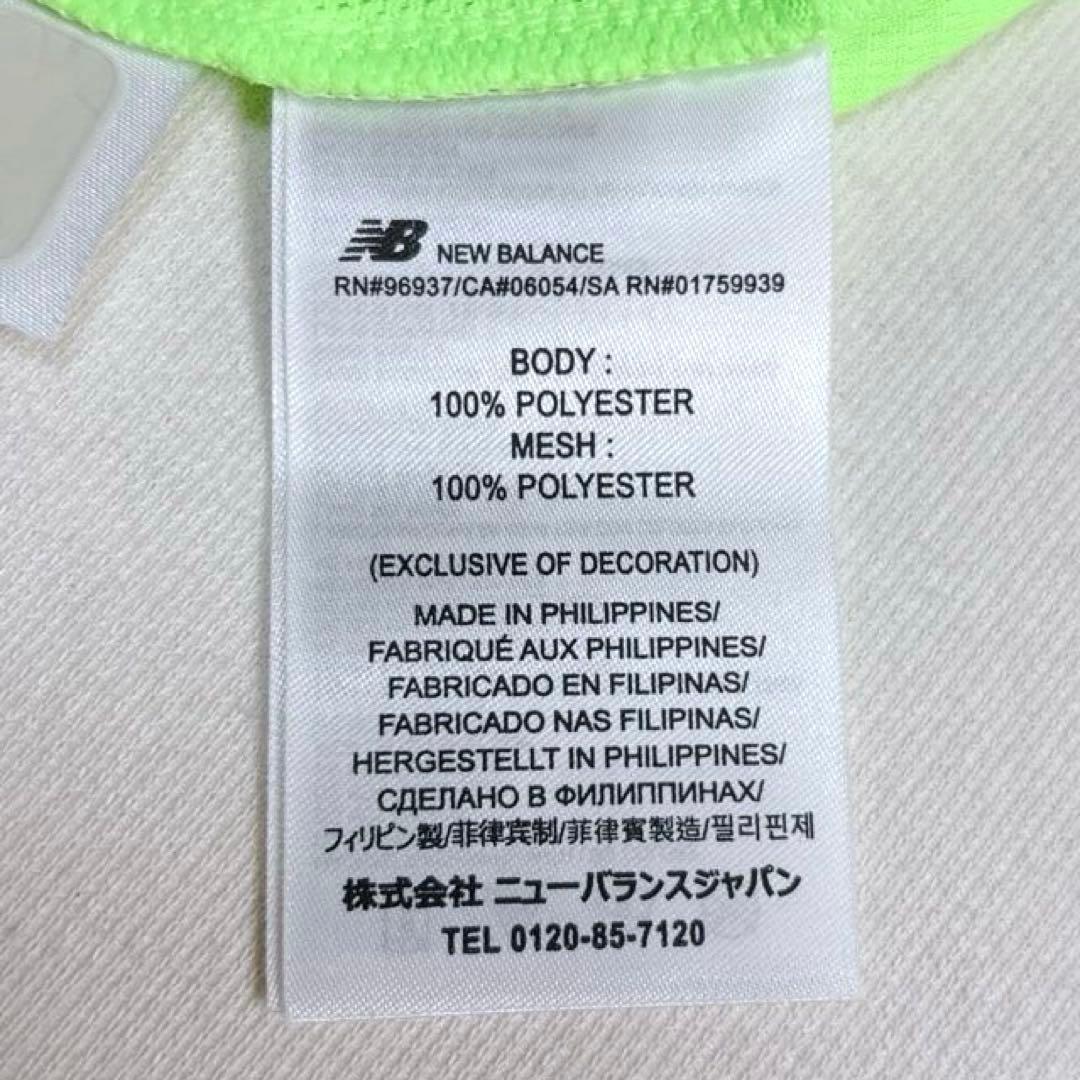 NB NEW BALANCE
RN#96937/CA#06054/SA RN#01759939
BODY :
100% POLYESTER
MESH :
100% POLYESTER
(EXCLUSIVE OF DECORATION)
MADE IN PHILIPPINES/
FABRIQUÉ AUX PHILIPPINES/
FABRICADO EN FILIPINAS/
FABRICADO NAS FILIPINAS/
HERGESTELLT IN PHILIPPINES/
СДЕЛАНО В ФИЛИППИНАХ/
フィリピン製/菲律宾制/菲律賓製造/필리핀제
株式会社 ニューバランスジャパン
TEL 0120-85-7120